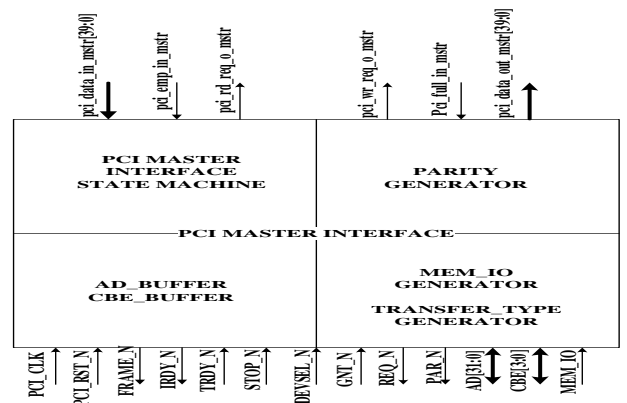 pci_data_in_mstr[39:0]
pci_emp_in_mstr
pci_rd_req_o_mstr
pci_wr_req_o_mstr
Pci_full_in_mstr
pci_data_out_mstr[39:0]
PCI MASTER
INTERFACE
STATE MACHINE
PARITY
GENERATOR
PCI MASTER INTERFACE
AD_BUFFER
CBE_BUFFER
MEM_IO
GENERATOR
TRANSFER_TYPE
GENERATOR
PCI_CLK
PCI_RST_N
FRAME_N
IRDY_N
TRDY_N
STOP_N
DEVSEL_N
GNT_N
REQ_N
PAR_N
AD[31:0]
CBE[3:0]
MEM_IO